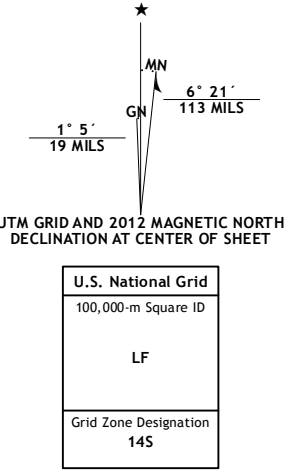 ★
MN
GN
6° 21´
113 MILS
1° 5´
19 MILS
UTM GRID AND 2012 MAGNETIC NORTH
DECLINATION AT CENTER OF SHEET
U.S. National Grid
100,000-m Square ID
LF
Grid Zone Designation
14S